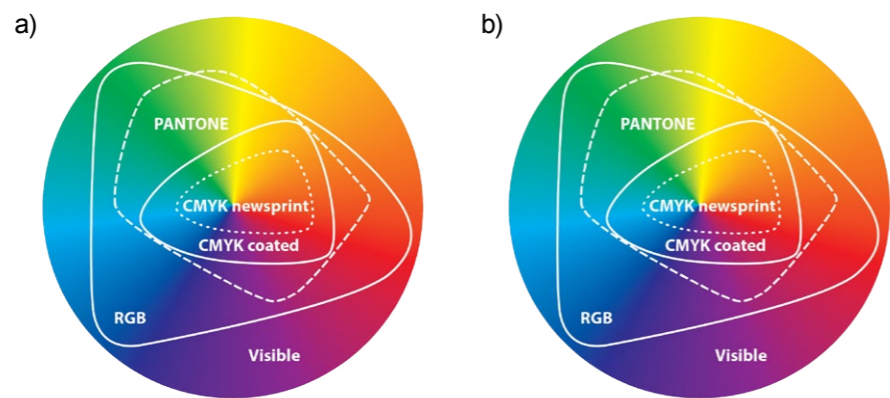 a)
PANTONE
CMYK newsprint
CMYK coated
RGB
Visible
b)
PANTONE
CMYK newsprint
CMYK coated
RGB
Visible